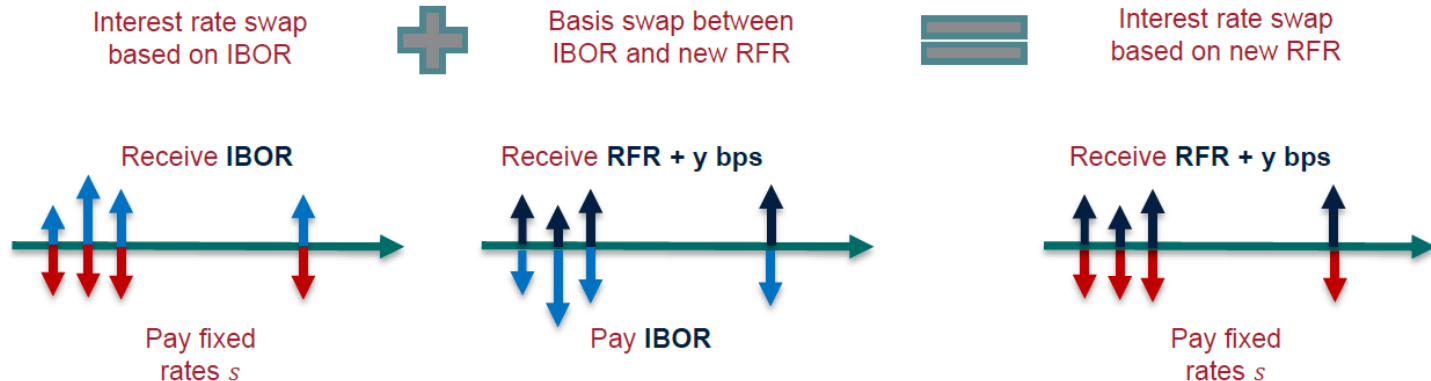 Interest rate swap
based on IBOR
Basis swap between
IBOR and new RFR
Interest rate swap
based on new RFR
Receive IBOR
Receive RFR + y bps
Receive RFR + y bps
Pay fixed
rates s
Pay IBOR
Pay fixed
rates s